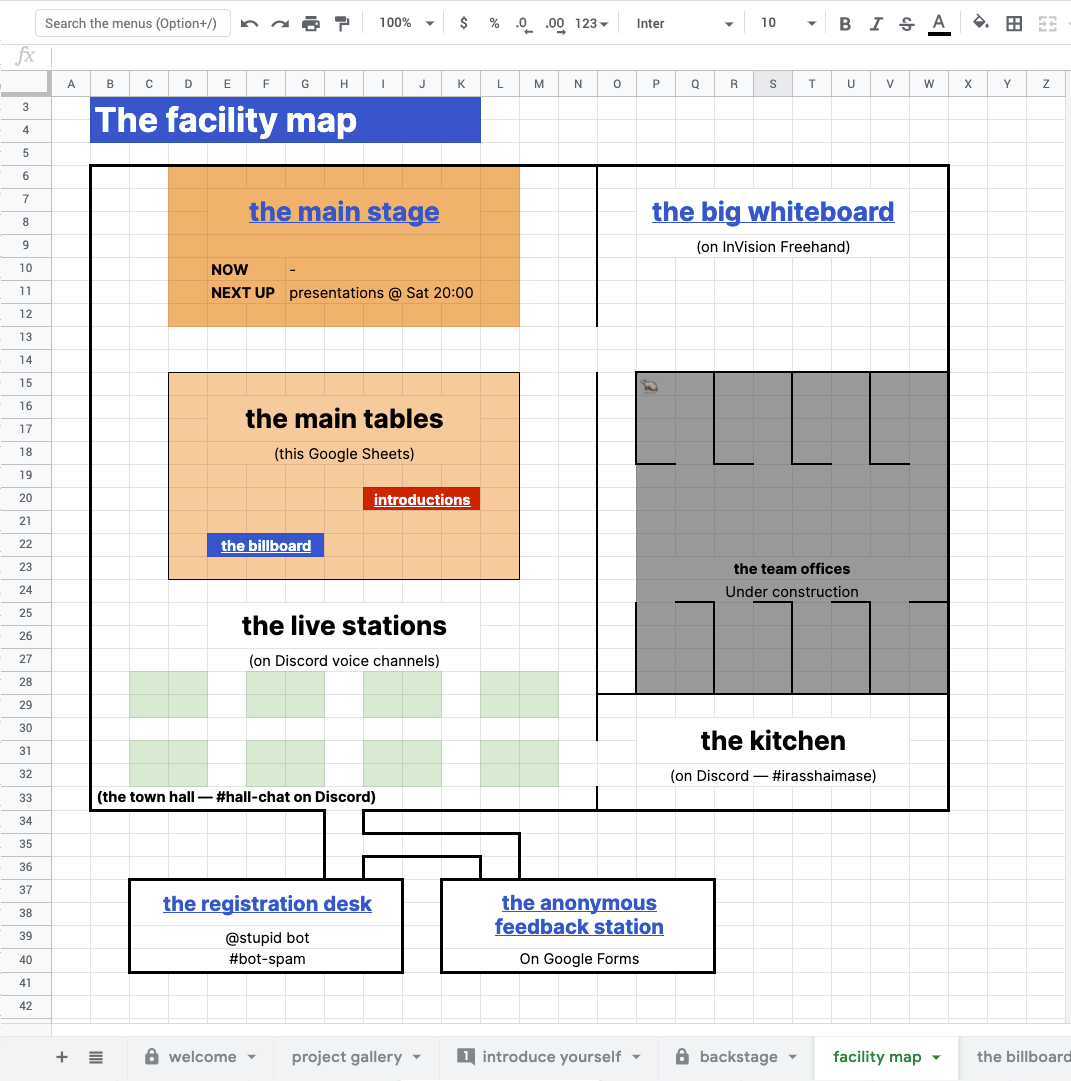 Search the menus (Option+/)
100%
$ % .0 .00 123
Inter
10
B I S A
fx
A B C D E F G H I J K L M N O P Q R S T U V W X Y Z
3
4
5
6
7
8
9
10
11
12
13
14
15
16
17
18
19
20
21
22
23
24
25
26
27
28
29
30
31
32
33
34
35
36
37
38
39
40
41
42
The facility map
the main stage
NOW -
NEXT UP presentations @ Sat 20:00
the big whiteboard
(on InVision Freehand)
the main tables
(this Google Sheets)
introductions
the billboard
the team offices
Under construction
the live stations
(on Discord voice channels)
the kitchen
(on Discord — #irasshaimase)
(the town hall — #hall-chat on Discord)
the registration desk
@stupid bot
#bot-spam
the anonymous
feedback station
On Google Forms
+ welcome project gallery 1 introduce yourself backstage facility map the billboard